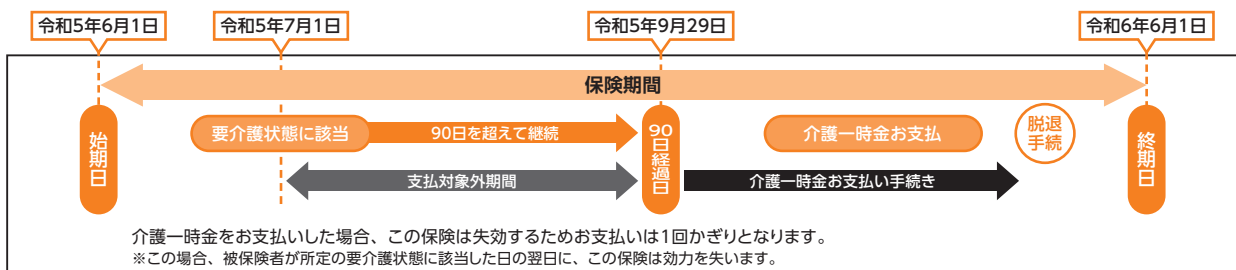 令和5年6月1日
令和5年7月1日
令和5年9月29日
令和6年6月1日
保険期間
始期日
要介護状態に該当
90日を超えて継続
90日経過日
介護一時金お支払
脱退
手続
終期日
支払対象外期間
介護一時金お支払い手続き
介護一時金をお支払いした場合、この保険は失効するためお支払いは1回かぎりとなります。
※この場合、被保険者が所定の要介護状態に該当した日の翌日に、この保険は効力を失います。